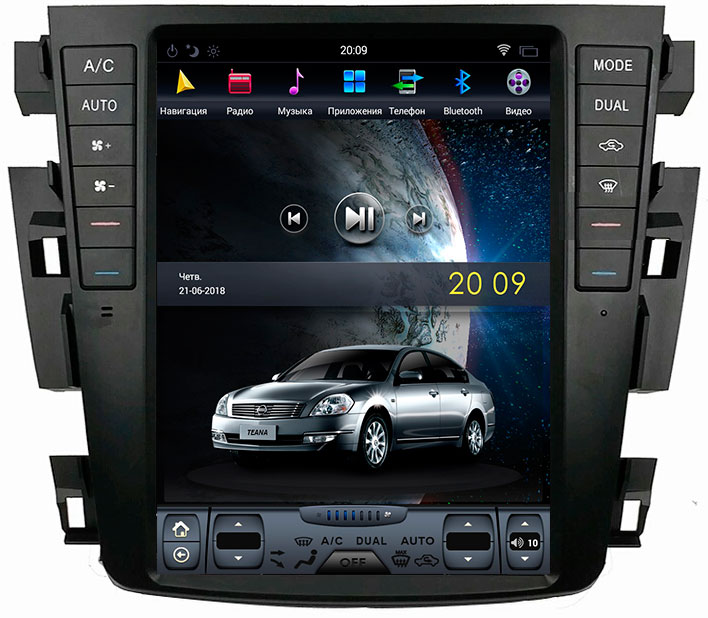 20:09
A/C
MODE
AUTO
DUAL
Навигация Радио Музыка Приложения Телефон Bluetooth Видео
+
−
Четв.
21-06-2018
20 09
TEANA
A/C DUAL AUTO
OFF
MAX
10